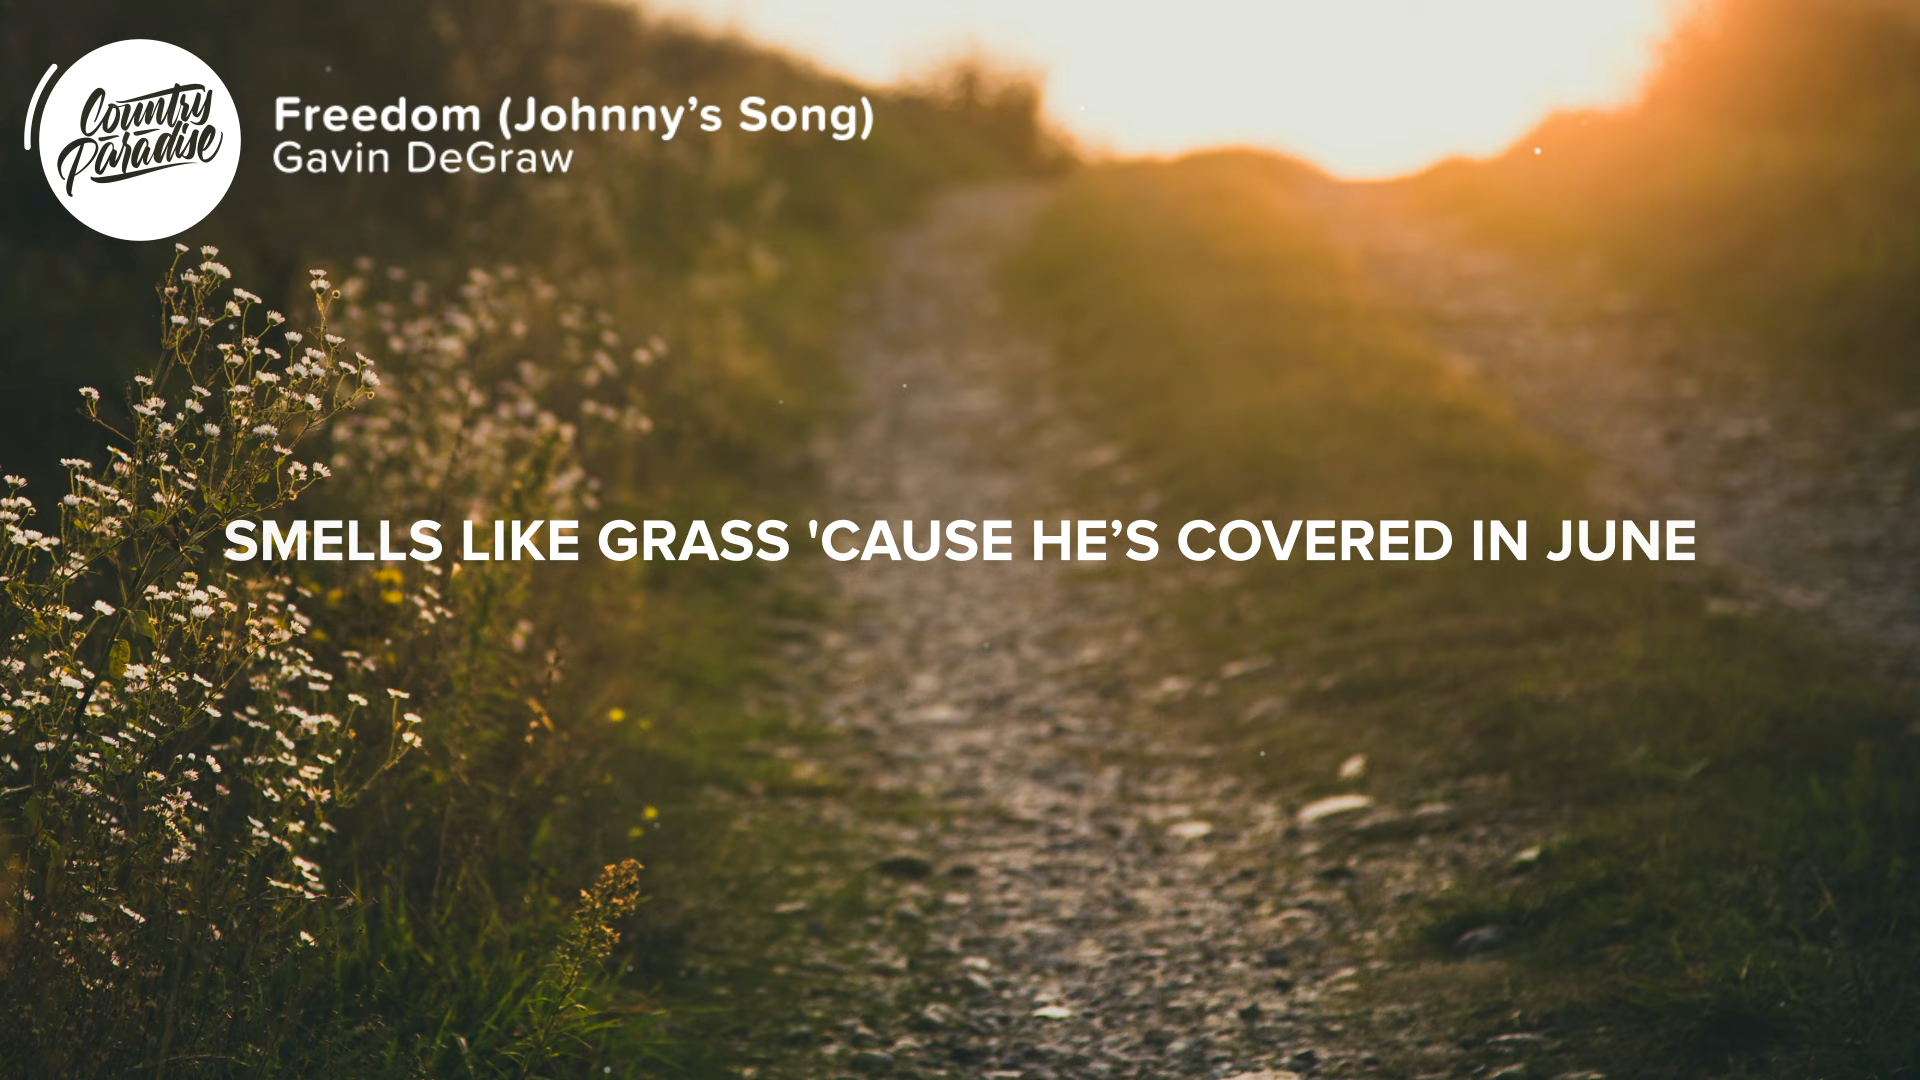 Country
Paradise
Freedom (Johnny’s Song)
Gavin DeGraw
SMELLS LIKE GRASS 'CAUSE HE’S COVERED IN JUNE